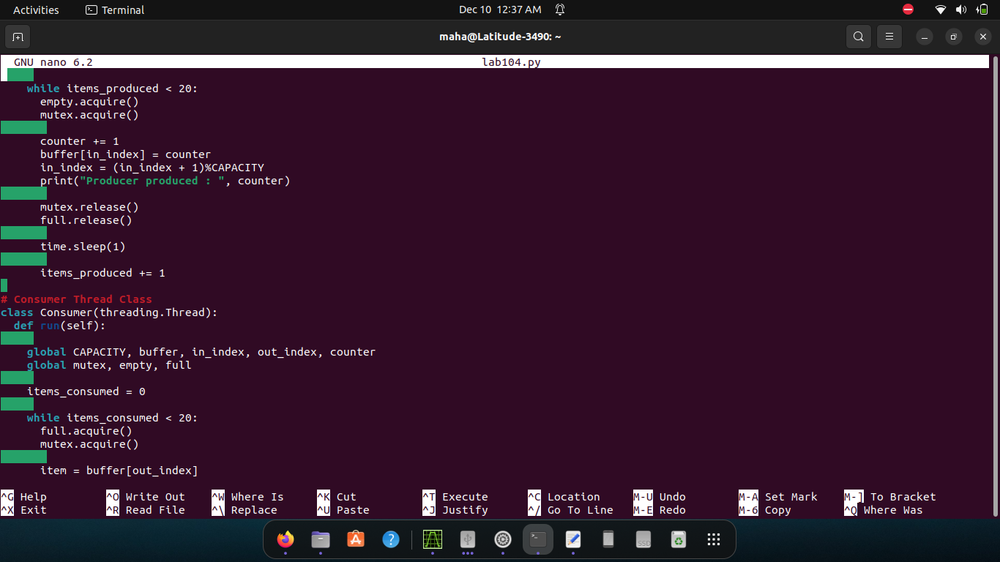 Activities Terminal Dec 10 12:37 AM
maha@Latitude-3490: ~
GNU nano 6.2 lab104.py
while items_produced < 20:
empty.acquire()
mutex.acquire()
counter += 1
buffer[in_index] = counter
in_index = (in_index + 1)%CAPACITY
print("Producer produced : ", counter)
mutex.release()
full.release()
time.sleep(1)
items_produced += 1
# Consumer Thread Class
class Consumer(threading.Thread):
def run(self):
global CAPACITY, buffer, in_index, out_index, counter
global mutex, empty, full
items_consumed = 0
while items_consumed < 20:
full.acquire()
mutex.acquire()
item = buffer[out_index]
^G Help ^O Write Out ^W Where Is ^K Cut ^T Execute ^C Location M-U Undo M-A Set Mark M-] To Bracket
^X Exit ^R Read File ^\ Replace ^U Paste ^J Justify ^/ Go To Line M-E Redo M-6 Copy ^Q Where Was
SSD